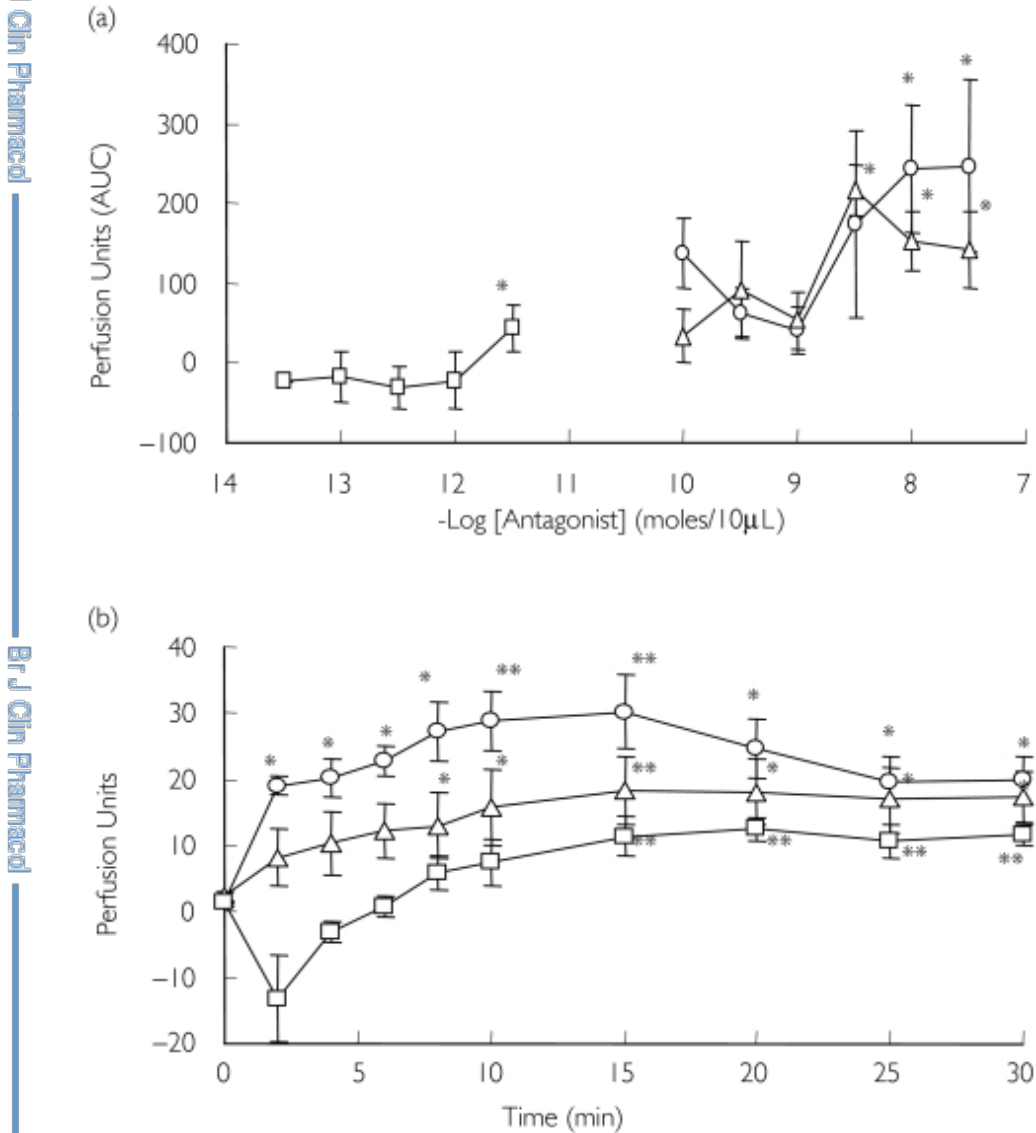 Clin Pharmacol
Br J Clin Pharmacol
(a)
400
300
200
100
0
–100
Perfusion Units (AUC)
* * * * * *
14 13 12 11 10 9 8 7
-Log [Antagonist] (moles/10μL)
(b)
40
30
20
10
0
–10
–20
Perfusion Units
* * * * ** ** * * *
* * ** * * *
** ** ** **
0 5 10 15 20 25 30
Time (min)